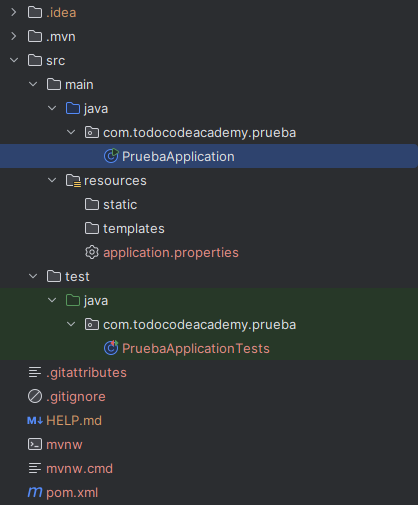 .idea
.mvn
src
main
java
com.todocodeacademy.prueba
PruebaApplication
resources
static
templates
application.properties
test
java
com.todocodeacademy.prueba
PruebaApplicationTests
.gitattributes
.gitignore
M↓ HELP.md
mvnw
mvnw.cmd
m pom.xml